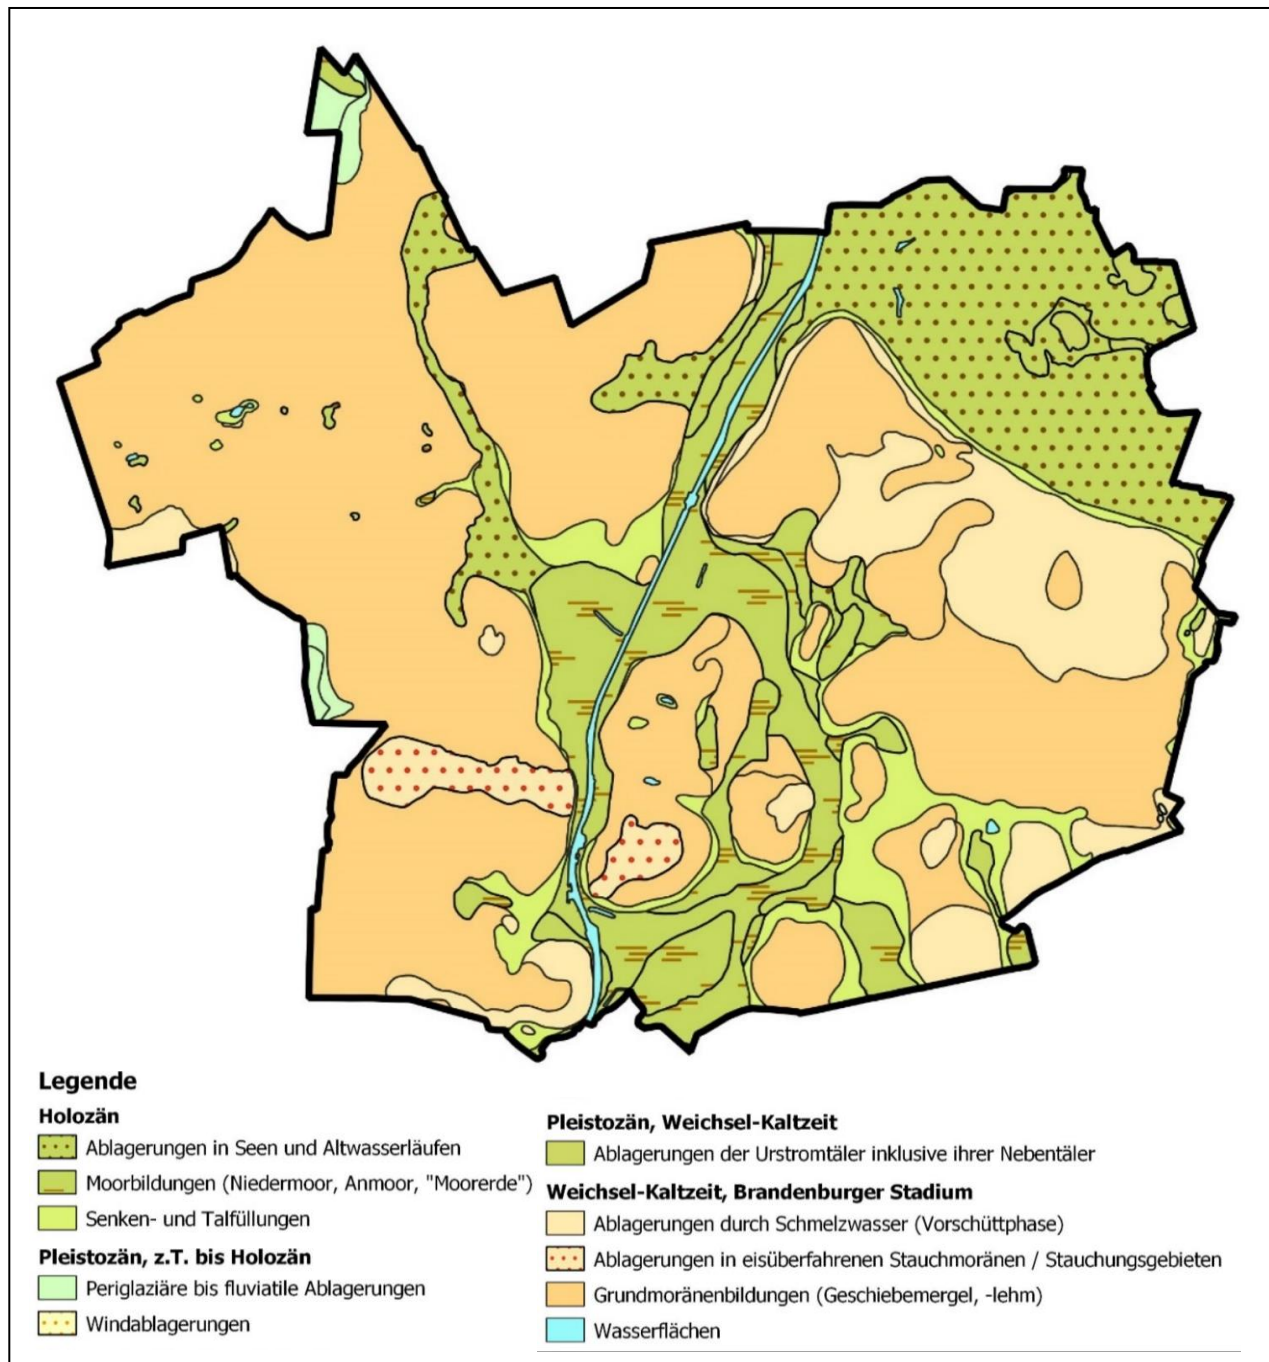 Legende
Holozän
Ablagerungen in Seen und Altwasserläufen
Moorbildungen (Niedermoor, Anmoor, "Moorerde")
Senken- und Talfüllungen
Pleistozän, z.T. bis Holozän
Periglaziäre bis fluviatile Ablagerungen
Windablagerungen
Pleistozän, Weichsel-Kaltzeit
Ablagerungen der Urstromtäler inklusive ihrer Nebentäler
Weichsel-Kaltzeit, Brandenburger Stadium
Ablagerungen durch Schmelzwasser (Vorschüttphase)
Ablagerungen in eisüberfahrenen Stauchmoränen / Stauchungsgebieten
Grundmoränenbildungen (Geschiebemergel, -lehm)
Wasserflächen